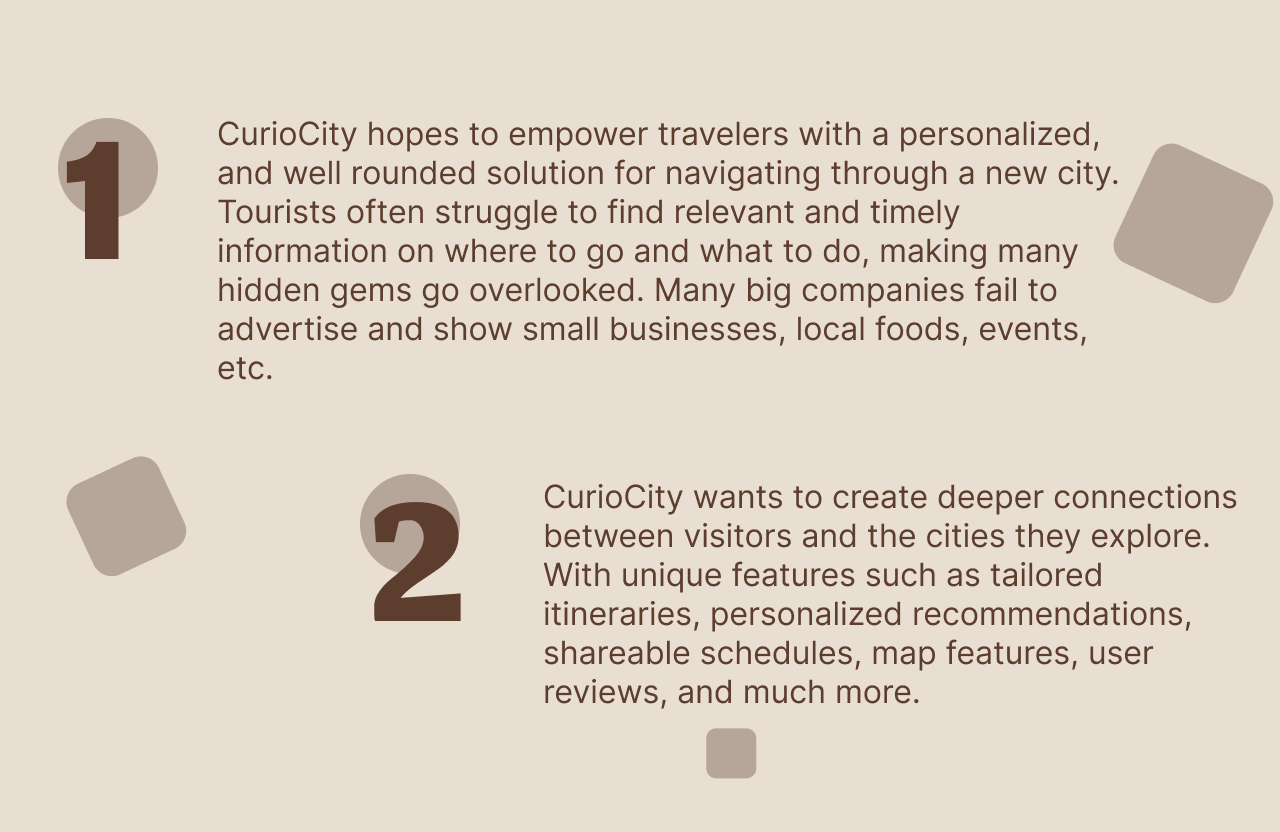 1
CurioCity hopes to empower travelers with a personalized,
and well rounded solution for navigating through a new city.
Tourists often struggle to find relevant and timely
information on where to go and what to do, making many
hidden gems go overlooked. Many big companies fail to
advertise and show small businesses, local foods, events,
etc.
2
CurioCity wants to create deeper connections
between visitors and the cities they explore.
With unique features such as tailored
itineraries, personalized recommendations,
shareable schedules, map features, user
reviews, and much more.